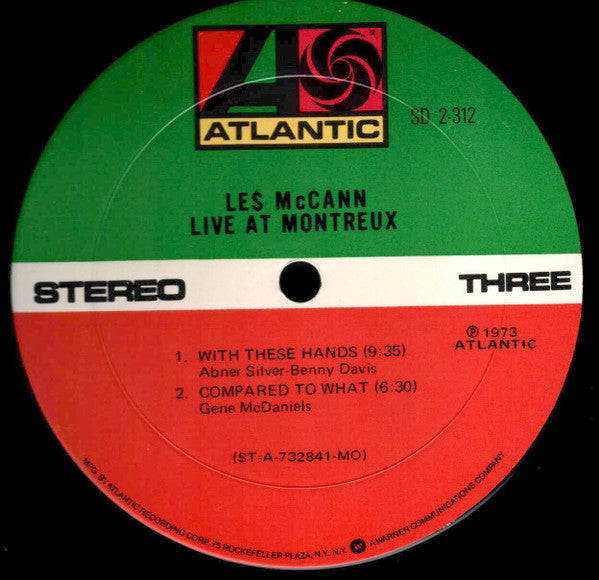 ATLANTIC
SD 2-312
LE$ McCANN
LIVE AT MONTREUX
STEREO
THREE
℗ 1973
ATLANTIC
1. WITH THESE HANDS (9:35)
Abner Silver-Benny Davis
2. COMPARED TO WHAT (6:30)
Gene McDaniels
(ST-A-732841-MO)
MFG. BY ATLANTIC RECORDING CORP. 75 ROCKEFELLER PLAZA, N.Y. N.Y. A WARNER COMMUNICATIONS COMPANY